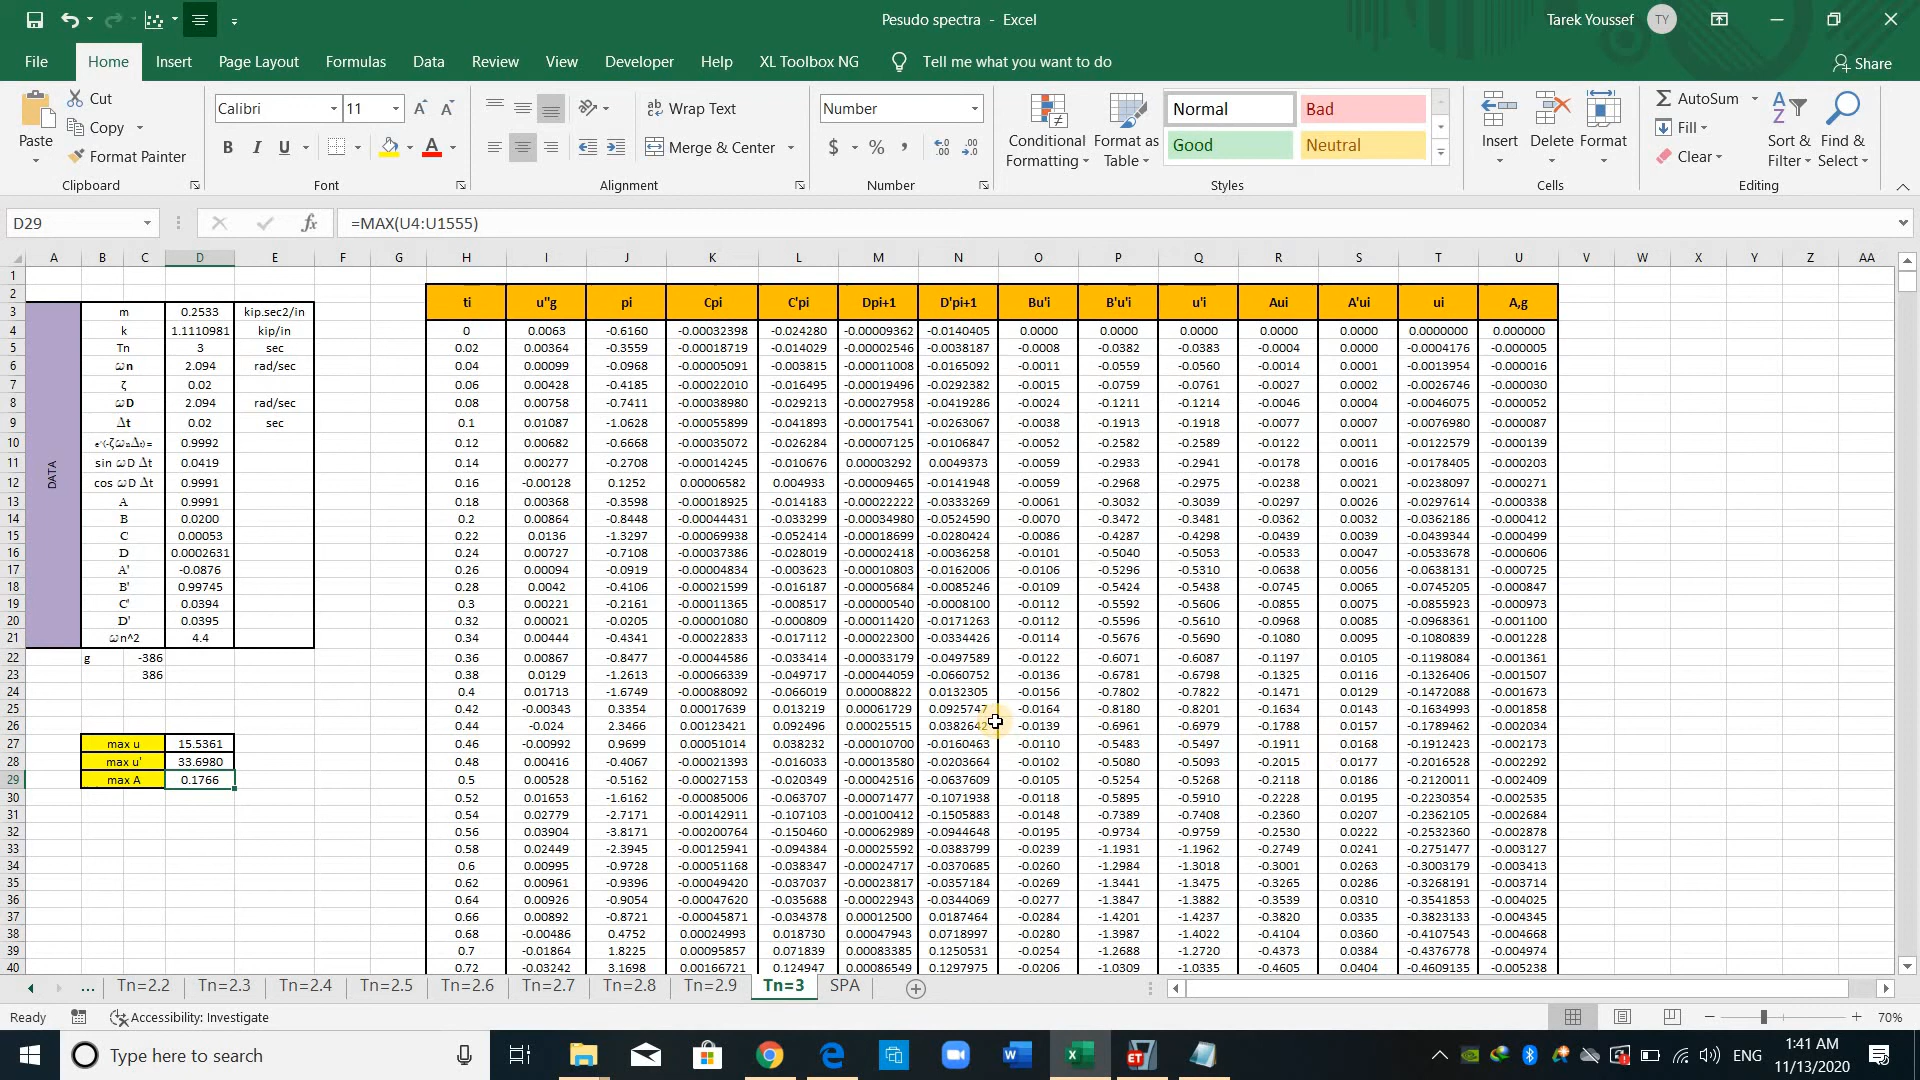 Pesudo spectra - Excel
Tarek Youssef TY
File Home Insert Page Layout Formulas Data Review View Developer Help XL Toolbox NG Tell me what you want to do Share
Paste
Cut
Copy
Format Painter
Calibri 11
B I U
Wrap Text
Merge & Center
Number
$ % ,
Conditional Formatting
Format as Table
Normal Bad
Good Neutral
Insert Delete Format
AutoSum
Fill
Clear
Sort & Filter
Find & Select
Clipboard Font Alignment Number Styles Cells Editing
D29 fx =MAX(U4:U1555)
A B C D E F G H I J K L M N O P Q R S T U V W X Y Z AA
1
2 ti u"g pi Cpi C'pi Dpi+1 D'pi+1 Bu'i B'u'i u'i Aui A'ui ui A,g
DATA
3 m 0.2533 kip.sec2/in
4 k 1.1110981 kip/in 0 0.0063 -0.6160 -0.00032398 -0.024280 -0.00009362 -0.0140405 0.0000 0.0000 0.0000 0.0000 0.0000 0.0000000 0.000000
5 Tn 3 sec 0.02 0.00364 -0.3559 -0.00018719 -0.014029 -0.00002546 -0.0038187 -0.0008 -0.0382 -0.0383 -0.0004 0.0000 -0.0004176 -0.000005
6 ωn 2.094 rad/sec 0.04 0.00099 -0.0968 -0.00005091 -0.003815 -0.00011008 -0.0165092 -0.0011 -0.0559 -0.0560 -0.0014 0.0001 -0.0013954 -0.000016
7 ζ 0.02 0.06 0.00428 -0.4185 -0.00022010 -0.016495 -0.00019496 -0.0292382 -0.0015 -0.0759 -0.0761 -0.0027 0.0002 -0.0026746 -0.000030
8 ωD 2.094 rad/sec 0.08 0.00758 -0.7411 -0.00038980 -0.029213 -0.00027958 -0.0419286 -0.0024 -0.1211 -0.1214 -0.0046 0.0004 -0.0046075 -0.000052
9 Δt 0.02 sec 0.1 0.01087 -1.0628 -0.00055899 -0.041893 -0.00017541 -0.0263067 -0.0038 -0.1913 -0.1918 -0.0077 0.0007 -0.0076980 -0.000087
10 e^(-ζωnΔt)= 0.9992 0.12 0.00682 -0.6668 -0.00035072 -0.026284 -0.00007125 -0.0106847 -0.0052 -0.2582 -0.2589 -0.0122 0.0011 -0.0122579 -0.000139
11 sin ωD Δt 0.0419 0.14 0.00277 -0.2708 -0.00014245 -0.010676 0.00003292 0.0049373 -0.0059 -0.2933 -0.2941 -0.0178 0.0016 -0.0178405 -0.000203
12 cos ωD Δt 0.9991 0.16 -0.00128 0.1252 0.00006582 0.004933 -0.00009465 -0.0141948 -0.0059 -0.2968 -0.2975 -0.0238 0.0021 -0.0238097 -0.000271
13 A 0.9991 0.18 0.00368 -0.3598 -0.00018925 -0.014183 -0.00022222 -0.0333269 -0.0061 -0.3032 -0.3039 -0.0297 0.0026 -0.0297614 -0.000338
14 B 0.0200 0.2 0.00864 -0.8448 -0.00044431 -0.033299 -0.00034980 -0.0524590 -0.0070 -0.3472 -0.3481 -0.0362 0.0032 -0.0362186 -0.000412
15 C 0.00053 0.22 0.0136 -1.3297 -0.00069938 -0.052414 -0.00018699 -0.0280424 -0.0086 -0.4287 -0.4298 -0.0439 0.0039 -0.0439344 -0.000499
16 D 0.0002631 0.24 0.00727 -0.7108 -0.00037386 -0.028019 -0.00002418 -0.0036258 -0.0101 -0.5040 -0.5053 -0.0533 0.0047 -0.0533678 -0.000606
17 A' -0.0876 0.26 0.00094 -0.0919 -0.00004834 -0.003623 -0.00010803 -0.0162006 -0.0106 -0.5296 -0.5310 -0.0638 0.0056 -0.0638131 -0.000725
18 B' 0.99745 0.28 0.0042 -0.4106 -0.00021599 -0.016187 -0.00005684 -0.0085246 -0.0109 -0.5424 -0.5438 -0.0745 0.0065 -0.0745205 -0.000847
19 C' 0.0394 0.3 0.00221 -0.2161 -0.00011365 -0.008517 -0.00000540 -0.0008100 -0.0112 -0.5592 -0.5606 -0.0855 0.0075 -0.0855923 -0.000973
20 D' 0.0395 0.32 0.00021 -0.0205 -0.00001080 -0.000809 -0.00011420 -0.0171263 -0.0112 -0.5596 -0.5610 -0.0968 0.0085 -0.0968361 -0.001100
21 ωn^2 4.4 0.34 0.00444 -0.4341 -0.00022833 -0.017112 -0.00022300 -0.0334426 -0.0114 -0.5676 -0.5690 -0.1080 0.0095 -0.1080839 -0.001228
22 g -386 0.36 0.00867 -0.8477 -0.00044586 -0.033414 -0.00033179 -0.0497589 -0.0122 -0.6071 -0.6087 -0.1197 0.0105 -0.1198084 -0.001361
23 386 0.38 0.0129 -1.2613 -0.00066339 -0.049717 -0.00044059 -0.0660752 -0.0136 -0.6781 -0.6798 -0.1325 0.0116 -0.1326406 -0.001507
24 0.4 0.01713 -1.6749 -0.00088092 -0.066019 0.00008822 0.0132305 -0.0156 -0.7802 -0.7822 -0.1471 0.0129 -0.1472088 -0.001673
25 0.42 -0.00343 0.3354 0.00017639 0.013219 0.00061729 0.0925747 -0.0164 -0.8180 -0.8201 -0.1634 0.0143 -0.1634993 -0.001858
26 0.44 -0.024 2.3466 0.00123421 0.092496 0.00025515 0.0382642 -0.0139 -0.6961 -0.6979 -0.1788 0.0157 -0.1789462 -0.002034
27 max u 15.5361 0.46 -0.00992 0.9699 0.00051014 0.038232 -0.00010700 -0.0160463 -0.0110 -0.5483 -0.5497 -0.1911 0.0168 -0.1912423 -0.002173
28 max u' 33.6980 0.48 0.00416 -0.4067 -0.00021393 -0.016033 -0.00013580 -0.0203664 -0.0102 -0.5080 -0.5093 -0.2015 0.0177 -0.2016528 -0.002292
29 max A 0.1766 0.5 0.00528 -0.5162 -0.00027153 -0.020349 -0.00042516 -0.0637609 -0.0105 -0.5254 -0.5268 -0.2118 0.0186 -0.2120011 -0.002409
30 0.52 0.01653 -1.6162 -0.00085006 -0.063707 -0.00071477 -0.1071938 -0.0118 -0.5895 -0.5910 -0.2228 0.0195 -0.2230354 -0.002535
31 0.54 0.02779 -2.7171 -0.00142911 -0.107103 -0.00100412 -0.1505883 -0.0148 -0.7389 -0.7408 -0.2360 0.0207 -0.2362105 -0.002684
32 0.56 0.03904 -3.8171 -0.00200764 -0.150460 -0.00062989 -0.0944648 -0.0195 -0.9734 -0.9759 -0.2530 0.0222 -0.2532360 -0.002878
33 0.58 0.02449 -2.3945 -0.00125941 -0.094384 -0.00025592 -0.0383799 -0.0239 -1.1931 -1.1962 -0.2749 0.0241 -0.2751477 -0.003127
34 0.6 0.00995 -0.9728 -0.00051168 -0.038347 -0.00024717 -0.0370685 -0.0260 -1.2984 -1.3018 -0.3001 0.0263 -0.3003179 -0.003413
35 0.62 0.00961 -0.9396 -0.00049420 -0.037037 -0.00023817 -0.0357184 -0.0269 -1.3441 -1.3475 -0.3265 0.0286 -0.3268191 -0.003714
36 0.64 0.00926 -0.9054 -0.00047620 -0.035688 -0.00022943 -0.0344069 -0.0277 -1.3847 -1.3882 -0.3539 0.0310 -0.3541853 -0.004025
37 0.66 0.00892 -0.8721 -0.00045871 -0.034378 0.00012500 0.0187464 -0.0284 -1.4201 -1.4237 -0.3820 0.0335 -0.3823133 -0.004345
38 0.68 -0.00486 0.4752 0.00024993 0.018730 0.00047943 0.0718997 -0.0280 -1.3987 -1.4022 -0.4104 0.0360 -0.4107543 -0.004668
39 0.7 -0.01864 1.8225 0.00095857 0.071839 0.00083385 0.1250531 -0.0254 -1.2688 -1.2720 -0.4373 0.0384 -0.4376778 -0.004974
40 0.72 -0.03242 3.1698 0.00166721 0.124947 0.00086549 0.1297975 -0.0206 -1.0309 -1.0335 -0.4605 0.0404 -0.4609135 -0.005238
... Tn=2.2 Tn=2.3 Tn=2.4 Tn=2.5 Tn=2.6 Tn=2.7 Tn=2.8 Tn=2.9 Tn=3 SPA
Ready Accessibility: Investigate 70%
Type here to search
ENG
1:41 AM
11/13/2020